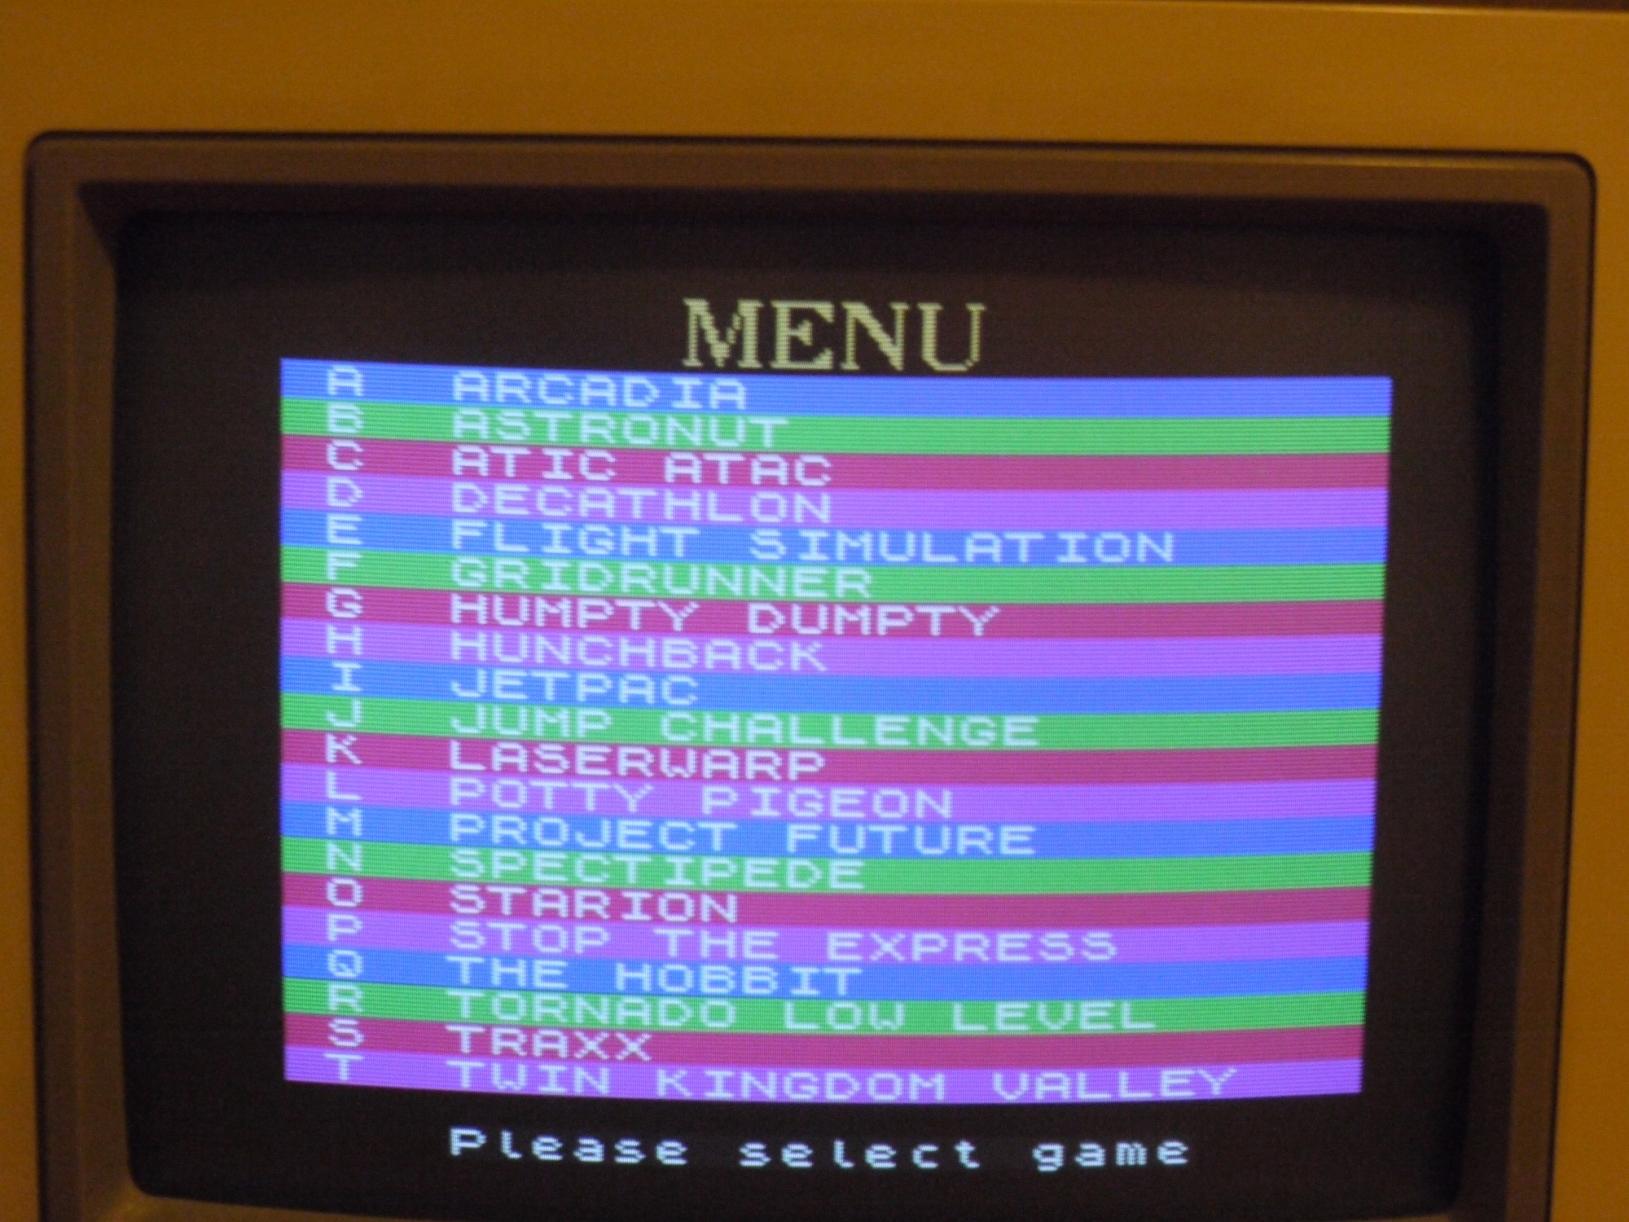 MENU
A ARCADIA
B ASTRONUT
C ATIC ATAC
D DECATHLON
E FLIGHT SIMULATION
F GRIDRUNNER
G HUMPTY DUMPTY
H HUNCHBACK
I JETPAC
J JUMP CHALLENGE
K LASERWARP
L POTTY PIGEON
M PROJECT FUTURE
N SPECTIPEDE
O STARION
P STOP THE EXPRESS
Q THE HOBBIT
R TORNADO LOW LEVEL
S TRAXX
T TWIN KINGDOM VALLEY
Please select game